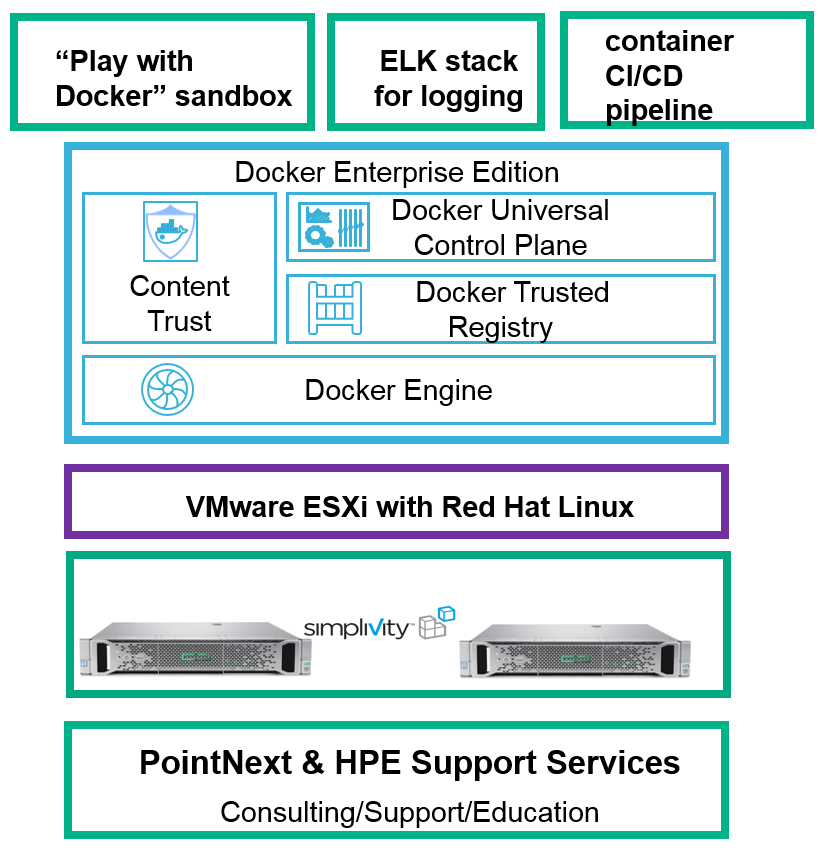 “Play with
Docker” sandbox
ELK stack
for logging
container
CI/CD
pipeline
Docker Enterprise Edition
Content
Trust
Docker Universal
Control Plane
Docker Trusted
Registry
Docker Engine
VMware ESXi with Red Hat Linux
simplivity™
PointNext & HPE Support Services
Consulting/Support/Education